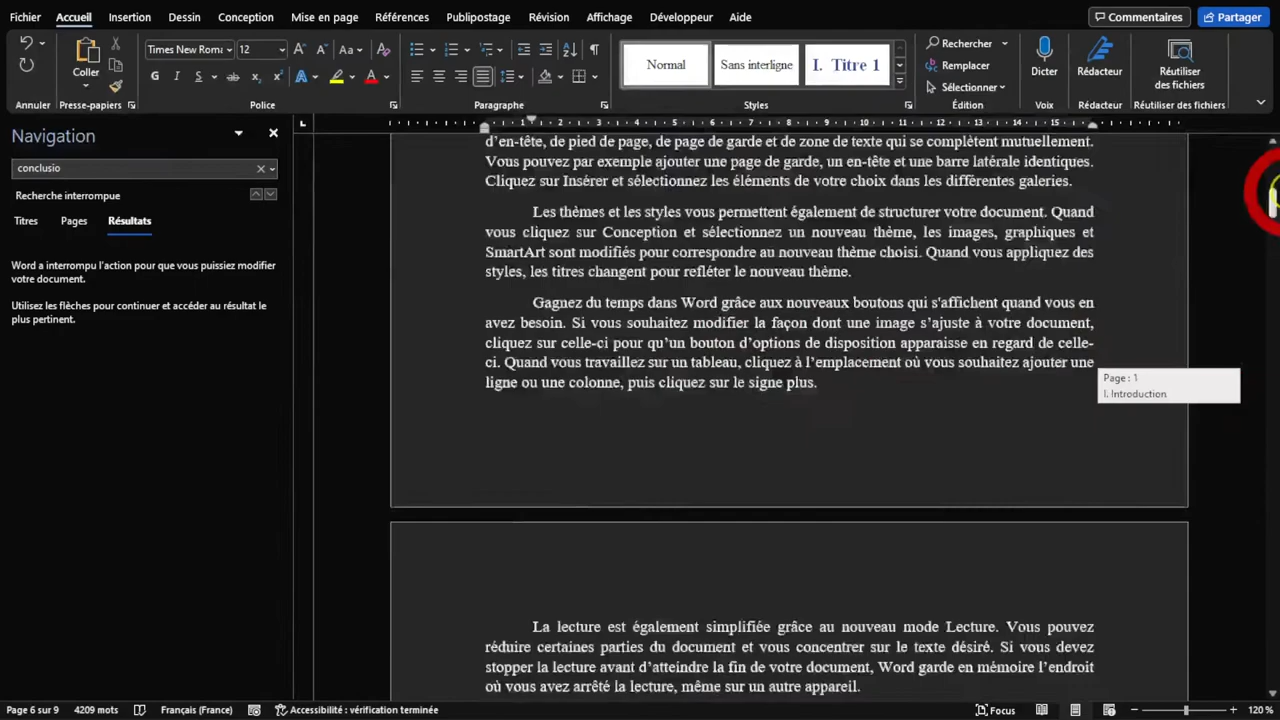 Fichier Accueil Insertion Dessin Conception Mise en page Références Publipostage Révision Affichage Développeur Aide Commentaires Partager
Times New Roma 12 Aa Normal Sans interligne I. Titre 1 Rechercher
Coller Remplacer Dicter Rédacteur Réutiliser des fichiers
Sélectionner
Annuler Presse-papiers Police Paragraphe Styles Édition Voix Rédacteur Réutiliser des fichiers
Navigation
conclusio
Recherche interrompue
Titres Pages Résultats
Word a interrompu l'action pour que vous puissiez modifier
votre document.
Utilisez les flèches pour continuer et accéder au résultat le
plus pertinent.
1 2 3 4 5 6 7 8 9 10 11 12 13 14 15
d’en-tête, de pied de page, de page de garde et de zone de texte qui se complètent mutuellement.
Vous pouvez par exemple ajouter une page de garde, un en-tête et une barre latérale identiques.
Cliquez sur Insérer et sélectionnez les éléments de votre choix dans les différentes galeries.
Les thèmes et les styles vous permettent également de structurer votre document. Quand
vous cliquez sur Conception et sélectionnez un nouveau thème, les images, graphiques et
SmartArt sont modifiés pour correspondre au nouveau thème choisi. Quand vous appliquez des
styles, les titres changent pour refléter le nouveau thème.
Gagnez du temps dans Word grâce aux nouveaux boutons qui s'affichent quand vous en
avez besoin. Si vous souhaitez modifier la façon dont une image s’ajuste à votre document,
cliquez sur celle-ci pour qu’un bouton d’options de disposition apparaisse en regard de celle-
ci. Quand vous travaillez sur un tableau, cliquez à l’emplacement où vous souhaitez ajouter une
ligne ou une colonne, puis cliquez sur le signe plus.
Page : 1
I. Introduction
La lecture est également simplifiée grâce au nouveau mode Lecture. Vous pouvez
réduire certaines parties du document et vous concentrer sur le texte désiré. Si vous devez
stopper la lecture avant d’atteindre la fin de votre document, Word garde en mémoire l’endroit
où vous avez arrêté la lecture, même sur un autre appareil.
Page 6 sur 9 4209 mots Français (France) Accessibilité : vérification terminée Focus 120 %